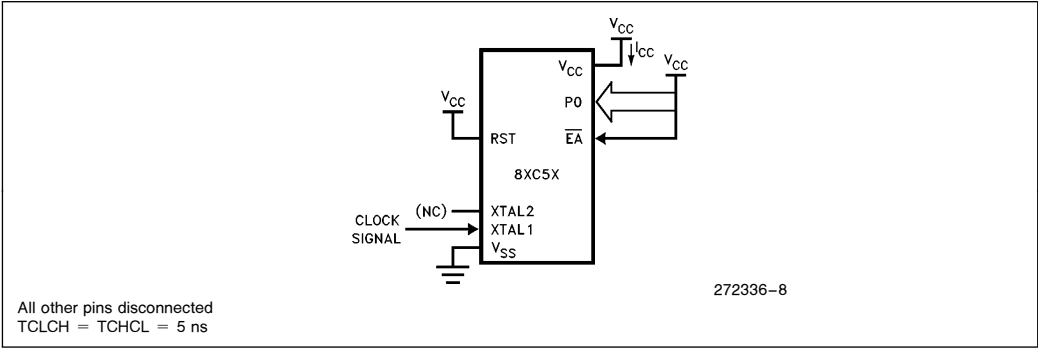 VCC
ICC
VCC
VCC
P0
VCC
RST
EA
8XC5X
(NC)
XTAL2
CLOCK
SIGNAL
XTAL1
VSS
272336–8
All other pins disconnected
TCLCH = TCHCL = 5 ns